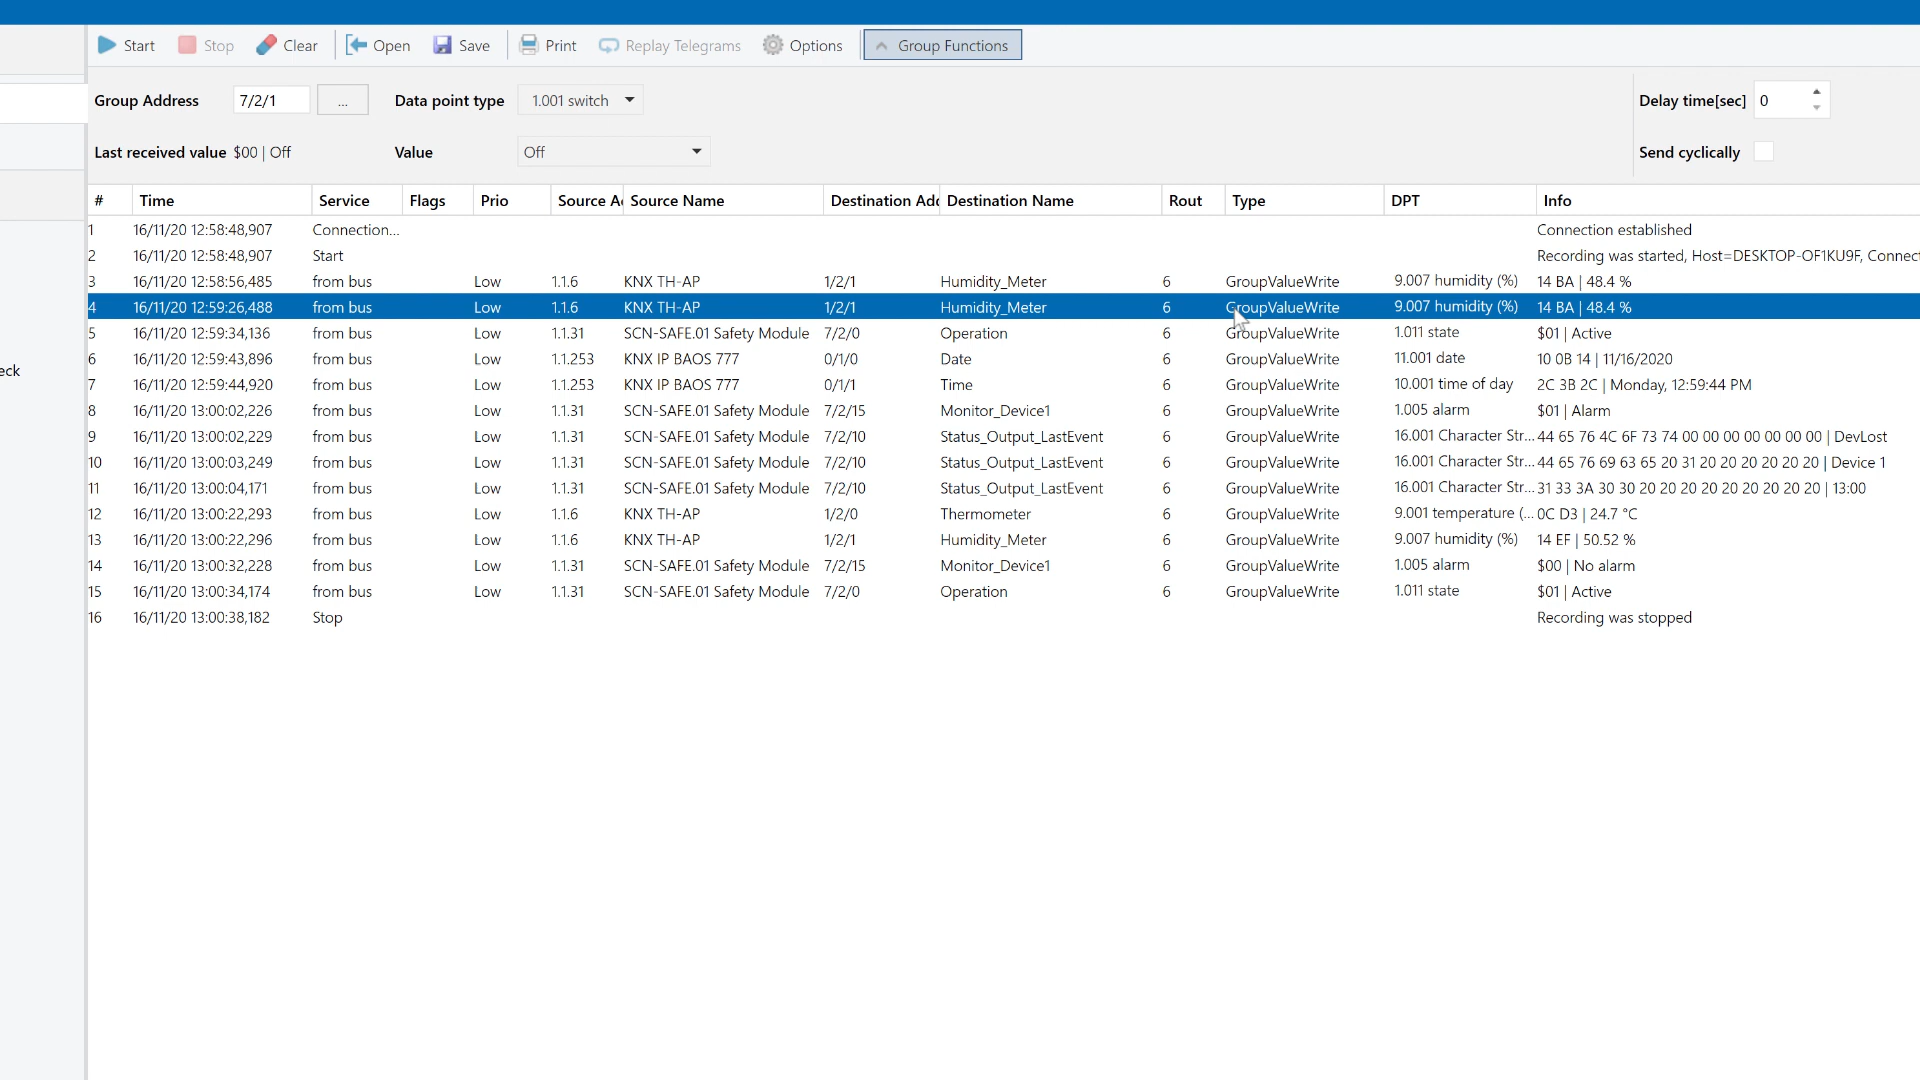 Start Stop Clear Open Save Print Replay Telegrams Options Group Functions
Group Address 7/2/1 ... Data point type 1.001 switch Delay time[sec] 0
Last received value $00 | Off Value Off Send cyclically
# Time Service Flags Prio Source Ad Source Name Destination Add Destination Name Rout Type DPT Info
1 16/11/20 12:58:48,907 Connection... Connection established
2 16/11/20 12:58:48,907 Start Recording was started, Host=DESKTOP-OF1KU9F, Connect
3 16/11/20 12:58:56,485 from bus Low 1.1.6 KNX TH-AP 1/2/1 Humidity_Meter 6 GroupValueWrite 9.007 humidity (%) 14 BA | 48.4 %
4 16/11/20 12:59:26,488 from bus Low 1.1.6 KNX TH-AP 1/2/1 Humidity_Meter 6 GroupValueWrite 9.007 humidity (%) 14 BA | 48.4 %
5 16/11/20 12:59:34,136 from bus Low 1.1.31 SCN-SAFE.01 Safety Module 7/2/0 Operation 6 GroupValueWrite 1.011 state $01 | Active
6 16/11/20 12:59:43,896 from bus Low 1.1.253 KNX IP BAOS 777 0/1/0 Date 6 GroupValueWrite 11.001 date 10 0B 14 | 11/16/2020
eck
7 16/11/20 12:59:44,920 from bus Low 1.1.253 KNX IP BAOS 777 0/1/1 Time 6 GroupValueWrite 10.001 time of day 2C 3B 2C | Monday, 12:59:44 PM
8 16/11/20 13:00:02,226 from bus Low 1.1.31 SCN-SAFE.01 Safety Module 7/2/15 Monitor_Device1 6 GroupValueWrite 1.005 alarm $01 | Alarm
9 16/11/20 13:00:02,229 from bus Low 1.1.31 SCN-SAFE.01 Safety Module 7/2/10 Status_Output_LastEvent 6 GroupValueWrite 16.001 Character Str... 44 65 76 4C 6F 73 74 00 00 00 00 00 00 00 | DevLost
10 16/11/20 13:00:03,249 from bus Low 1.1.31 SCN-SAFE.01 Safety Module 7/2/10 Status_Output_LastEvent 6 GroupValueWrite 16.001 Character Str... 44 65 76 69 63 65 20 31 20 20 20 20 20 20 | Device 1
11 16/11/20 13:00:04,171 from bus Low 1.1.31 SCN-SAFE.01 Safety Module 7/2/10 Status_Output_LastEvent 6 GroupValueWrite 16.001 Character Str... 31 33 3A 30 30 20 20 20 20 20 20 20 20 20 | 13:00
12 16/11/20 13:00:22,293 from bus Low 1.1.6 KNX TH-AP 1/2/0 Thermometer 6 GroupValueWrite 9.001 temperature (... 0C D3 | 24.7 °C
13 16/11/20 13:00:22,296 from bus Low 1.1.6 KNX TH-AP 1/2/1 Humidity_Meter 6 GroupValueWrite 9.007 humidity (%) 14 EF | 50.52 %
14 16/11/20 13:00:32,228 from bus Low 1.1.31 SCN-SAFE.01 Safety Module 7/2/15 Monitor_Device1 6 GroupValueWrite 1.005 alarm $00 | No alarm
15 16/11/20 13:00:34,174 from bus Low 1.1.31 SCN-SAFE.01 Safety Module 7/2/0 Operation 6 GroupValueWrite 1.011 state $01 | Active
16 16/11/20 13:00:38,182 Stop Recording was stopped